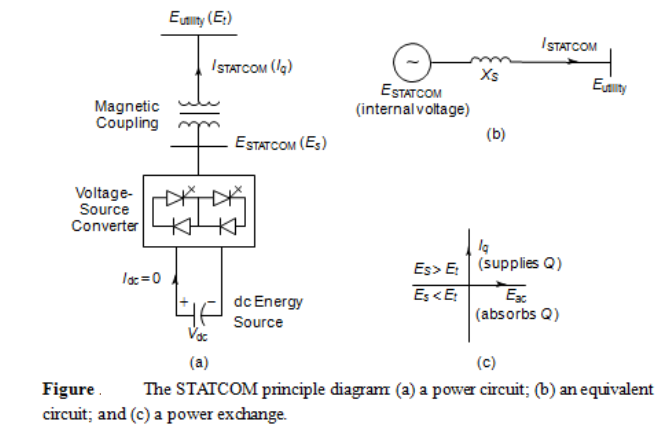 Eutility (Et)
ISTATCOM (Iq)
Magnetic
Coupling
ESTATCOM (Es)
Voltage-
Source
Converter
Idc=0
+ −
dc Energy
Source
Vdc
(a)
~
ISTATCOM
XS
ESTATCOM
(internal voltage)
Eutility
(b)
Iq
(supplies Q)
ES> Et
Es <Et
Eac
(absorbs Q)
(c)
Figure . The STATCOM principle diagram: (a) a power circuit; (b) an equivalent
circuit; and (c) a power exchange.